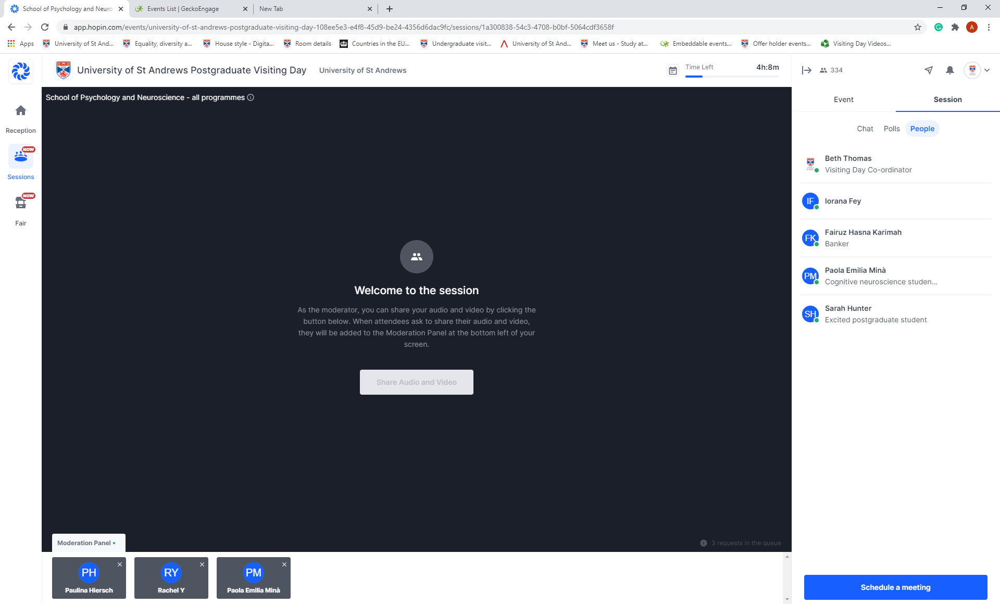 School of Psychology and Neuros
Events List | GeckoEngage
New Tab
app.hopin.com/events/university-of-st-andrews-postgraduate-visiting-day-108ee5e3-e4f8-45d9-be24-4356d6dac9fc/sessions/1a300838-54c3-4708-b0bf-5064cdf3658f
A
Apps
University of St And...
Equality, diversity a...
House style - Digita...
Room details
Countries in the EU...
Undergraduate visit...
University of St And...
Meet us - Study at...
Embeddable events...
Offer holder events...
Visiting Day Videos...
University of St Andrews Postgraduate Visiting Day
University of St Andrews
Time Left
4h:8m
334
Reception
NOW
Sessions
NOW
Fair
School of Psychology and Neuroscience - all programmes
Welcome to the session
As the moderator, you can share your audio and video by clicking the
button below. When attendees ask to share their audio and video,
they will be added to the Moderation Panel at the bottom left of your
screen.
Share Audio and Video
Moderation Panel
3 requests in the queue
PH
Paulina Hiersch
RY
Rachel Y
PM
Paola Emilia Minà
Event
Session
Chat
Polls
People
Beth Thomas
Visiting Day Co-ordinator
IF
Iorana Fey
FK
Fairuz Hasna Karimah
Banker
PM
Paola Emilia Minà
Cognitive neuroscience studen...
SH
Sarah Hunter
Excited postgraduate student
Schedule a meeting